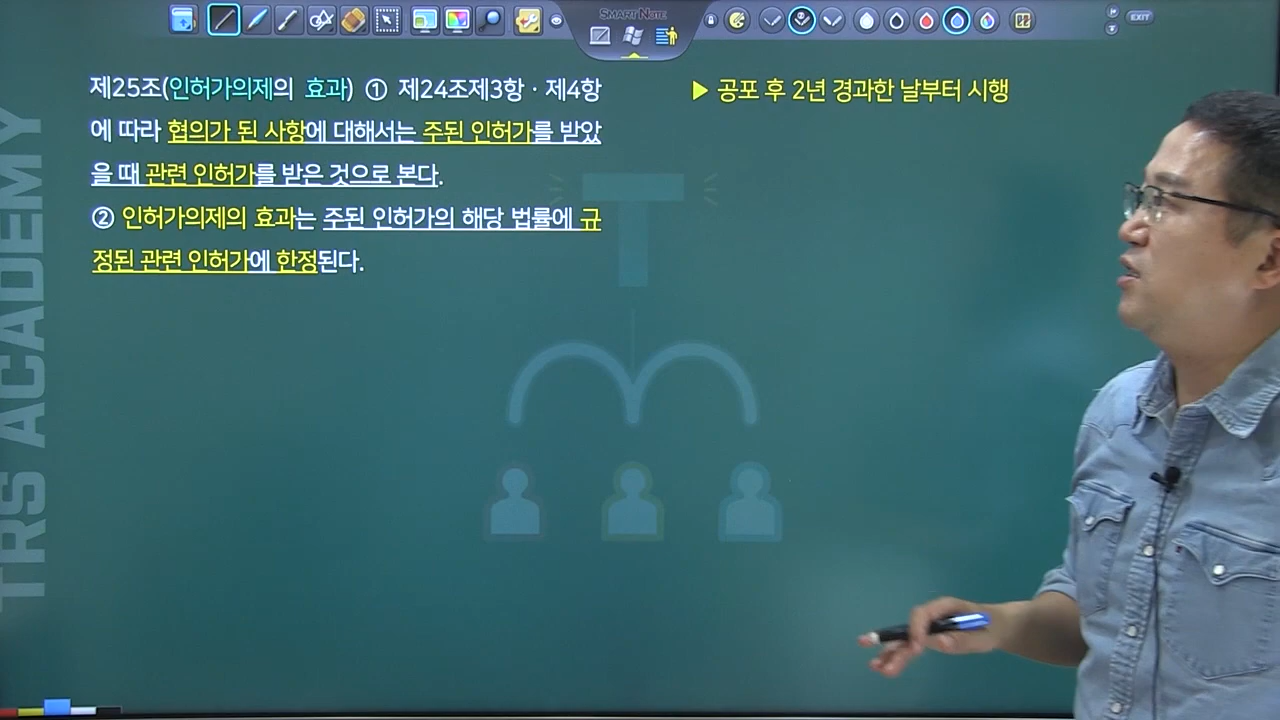 SMART NOTE
EXIT
제25조(인허가의제의 효과) ① 제24조제3항·제4항
에 따라 협의가 된 사항에 대해서는 주된 인허가를 받았
을 때 관련 인허가를 받은 것으로 본다.
② 인허가의제의 효과는 주된 인허가의 해당 법률에 규
정된 관련 인허가에 한정된다.
▶ 공포 후 2년 경과한 날부터 시행
TRS ACADEMY